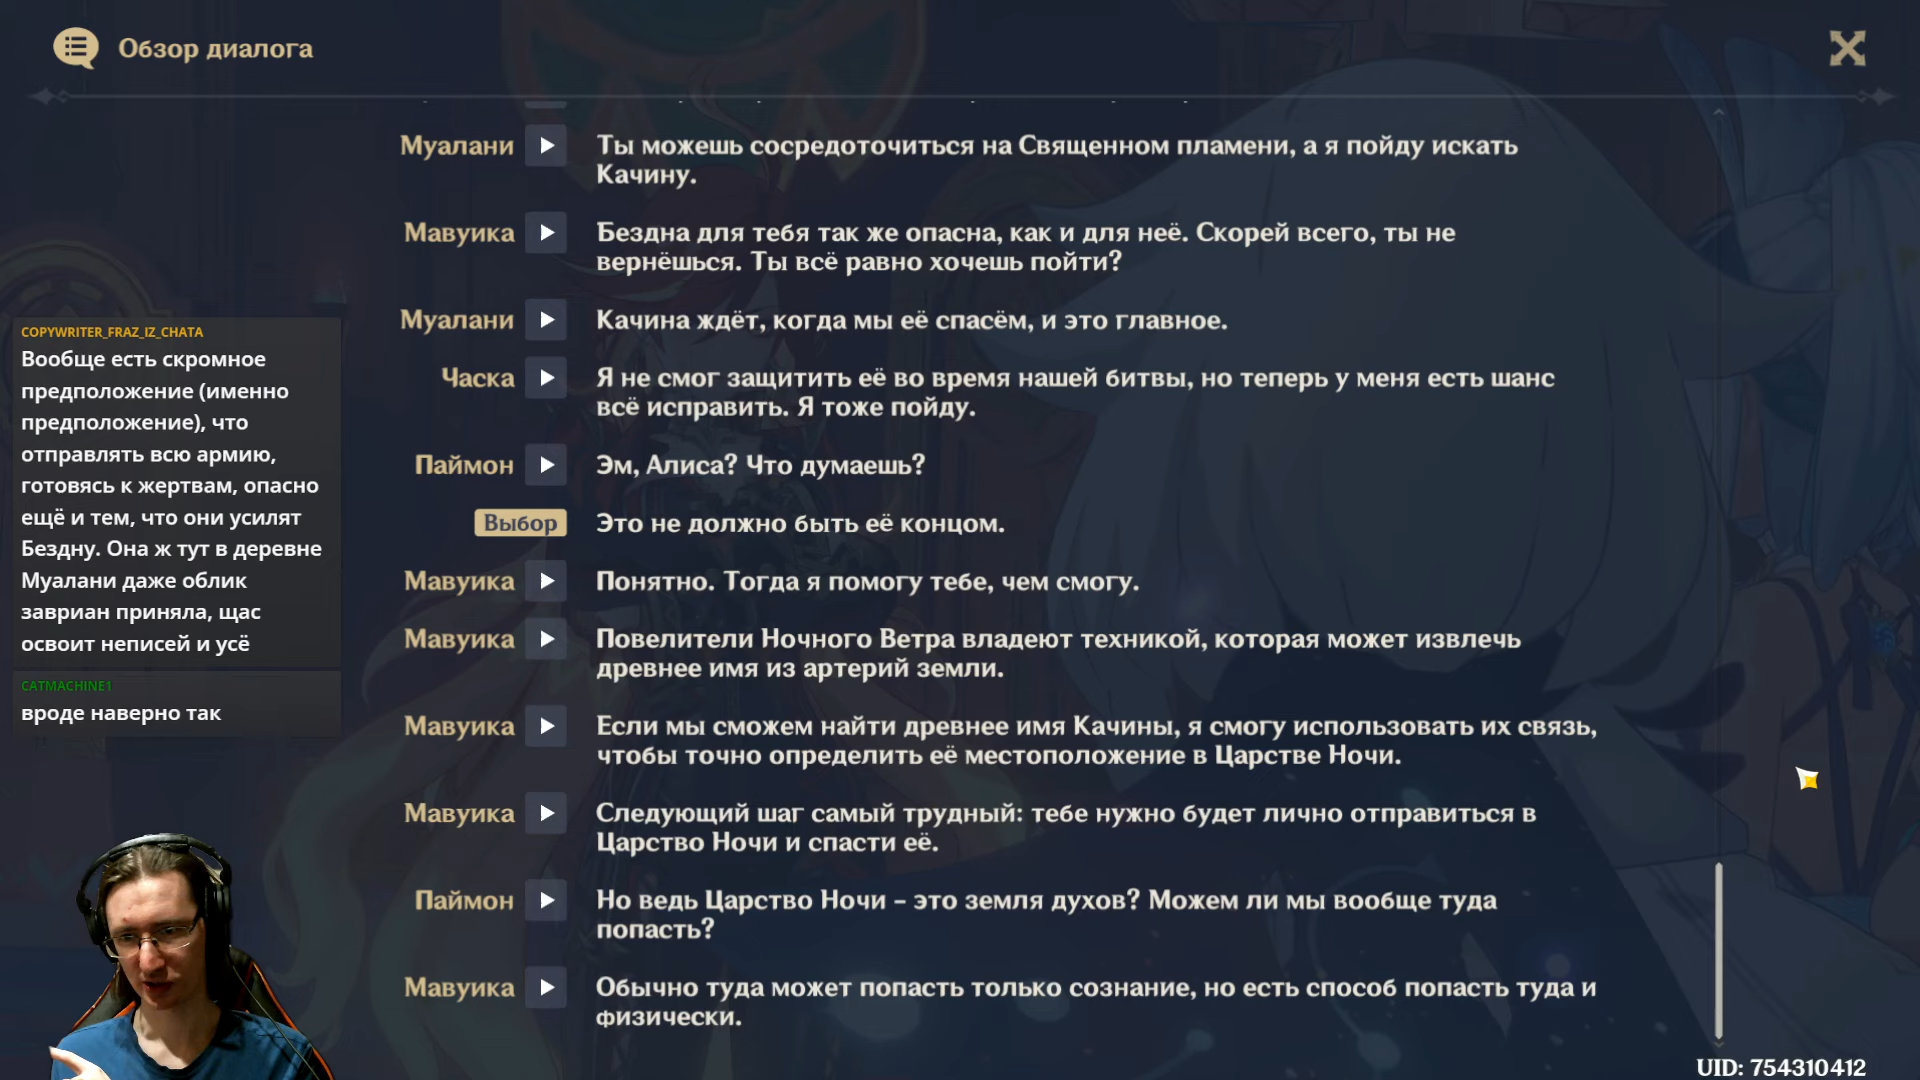 Обзор диалога
Муалани
Ты можешь сосредоточиться на Священном пламени, а я пойду искать
Качину.
Мавуика
Бездна для тебя так же опасна, как и для неё. Скорей всего, ты не
вернёшься. Ты всё равно хочешь пойти?
Муалани
Качина ждёт, когда мы её спасём, и это главное.
Часка
Я не смог защитить её во время нашей битвы, но теперь у меня есть шанс
всё исправить. Я тоже пойду.
Паймон
Эм, Алиса? Что думаешь?
Выбор
Это не должно быть её концом.
Мавуика
Понятно. Тогда я помогу тебе, чем смогу.
Мавуика
Повелители Ночного Ветра владеют техникой, которая может извлечь
древнее имя из артерий земли.
Мавуика
Если мы сможем найти древнее имя Качины, я смогу использовать их связь,
чтобы точно определить её местоположение в Царстве Ночи.
Мавуика
Следующий шаг самый трудный: тебе нужно будет лично отправиться в
Царство Ночи и спасти её.
Паймон
Но ведь Царство Ночи – это земля духов? Можем ли мы вообще туда
попасть?
Мавуика
Обычно туда может попасть только сознание, но есть способ попасть туда и
физически.
COPYWRITER_FRAZ_IZ_CHATA
Вообще есть скромное
предположение (именно
предположение), что
отправлять всю армию,
готовясь к жертвам, опасно
ещё и тем, что они усилят
Бездну. Она ж тут в деревне
Муалани даже облик
завриан приняла, щас
освоит неписей и усё
CATMACHINE1
вроде наверно так
UID: 754310412